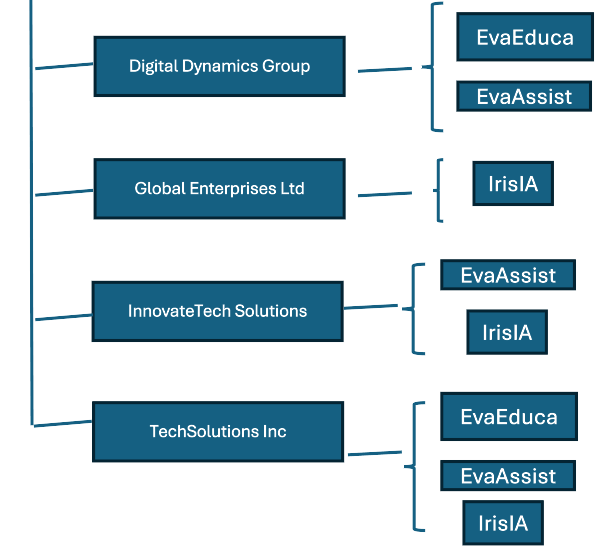 Digital Dynamics Group
EvaEduca
EvaAssist
Global Enterprises Ltd
IrisIA
InnovateTech Solutions
EvaAssist
IrisIA
TechSolutions Inc
EvaEduca
EvaAssist
IrisIA